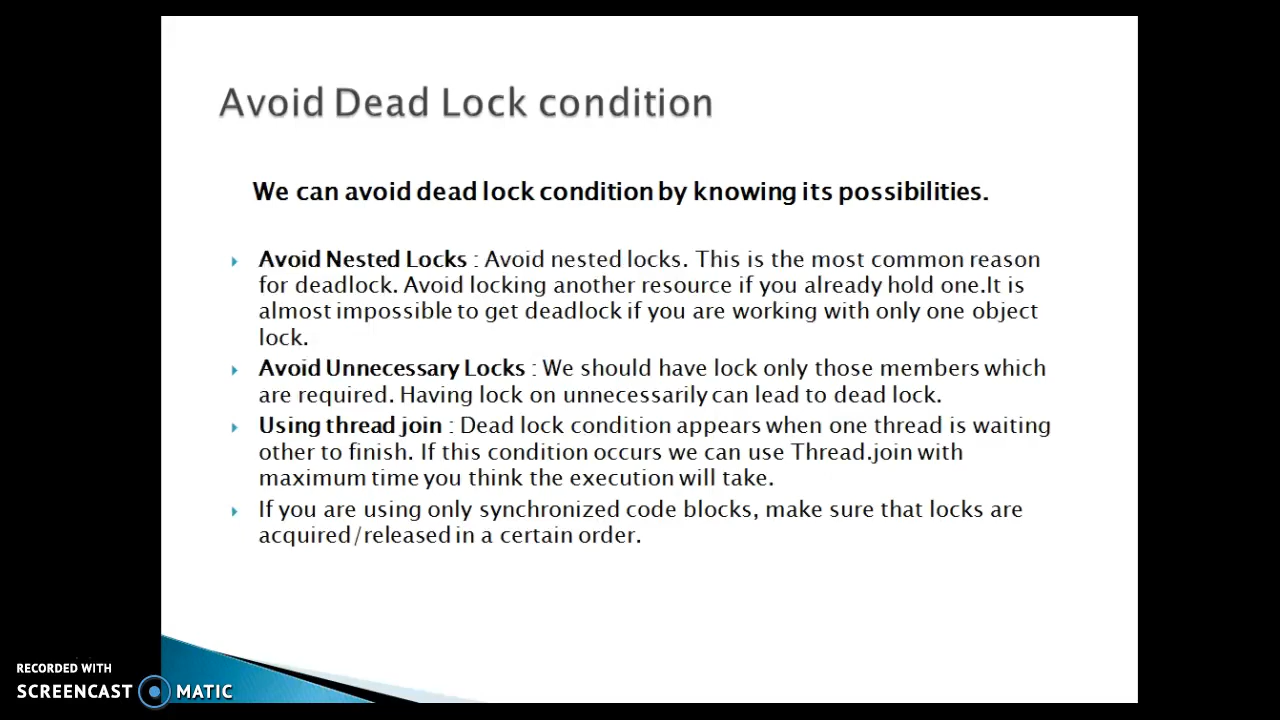 Avoid Dead Lock condition
We can avoid dead lock condition by knowing its possibilities.
Avoid Nested Locks : Avoid nested locks. This is the most common reason
for deadlock. Avoid locking another resource if you already hold one.It is
almost impossible to get deadlock if you are working with only one object
lock.
Avoid Unnecessary Locks : We should have lock only those members which
are required. Having lock on unnecessarily can lead to dead lock.
Using thread join : Dead lock condition appears when one thread is waiting
other to finish. If this condition occurs we can use Thread.join with
maximum time you think the execution will take.
If you are using only synchronized code blocks, make sure that locks are
acquired/released in a certain order.
RECORDED WITH
SCREENCAST MATIC